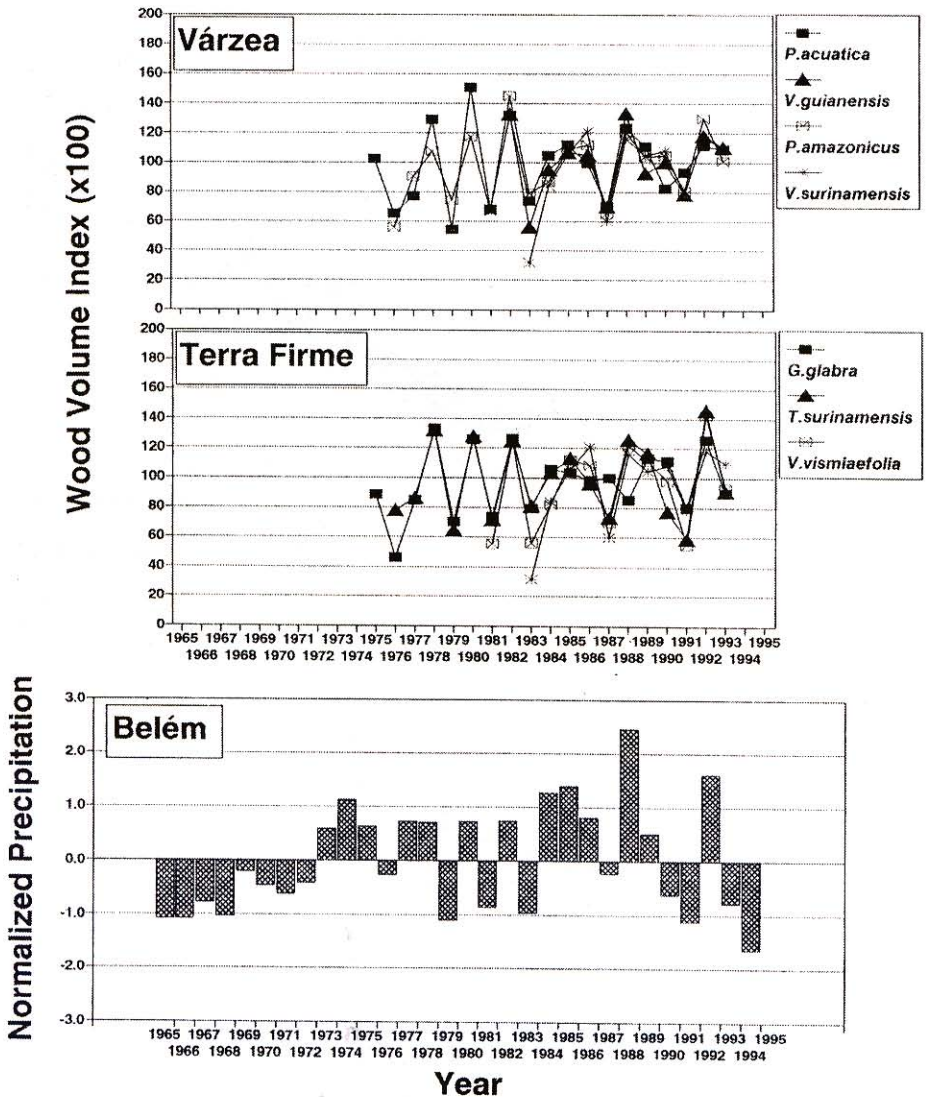 Wood Volume Index (x100)
200
180
160
140
120
100
80
60
40
20
0
Várzea
P.acuatica
V.guianensis
P.amazonicus
V.surinamensis
200
180
160
140
120
100
80
60
40
20
0
Terra Firme
G.glabra
T.surinamensis
V.vismiaefolia
1965 1967 1969 1971 1973 1975 1977 1979 1981 1983 1985 1987 1989 1991 1993 1995
1966 1968 1970 1972 1974 1976 1978 1980 1982 1984 1986 1988 1990 1992 1994
Normalized Precipitation
3.0
2.0
1.0
0.0
-1.0
-2.0
-3.0
Belém
1965 1967 1969 1971 1973 1975 1977 1979 1981 1983 1985 1987 1989 1991 1993 1995
1966 1968 1970 1972 1974 1976 1978 1980 1982 1984 1986 1988 1990 1992 1994
Year